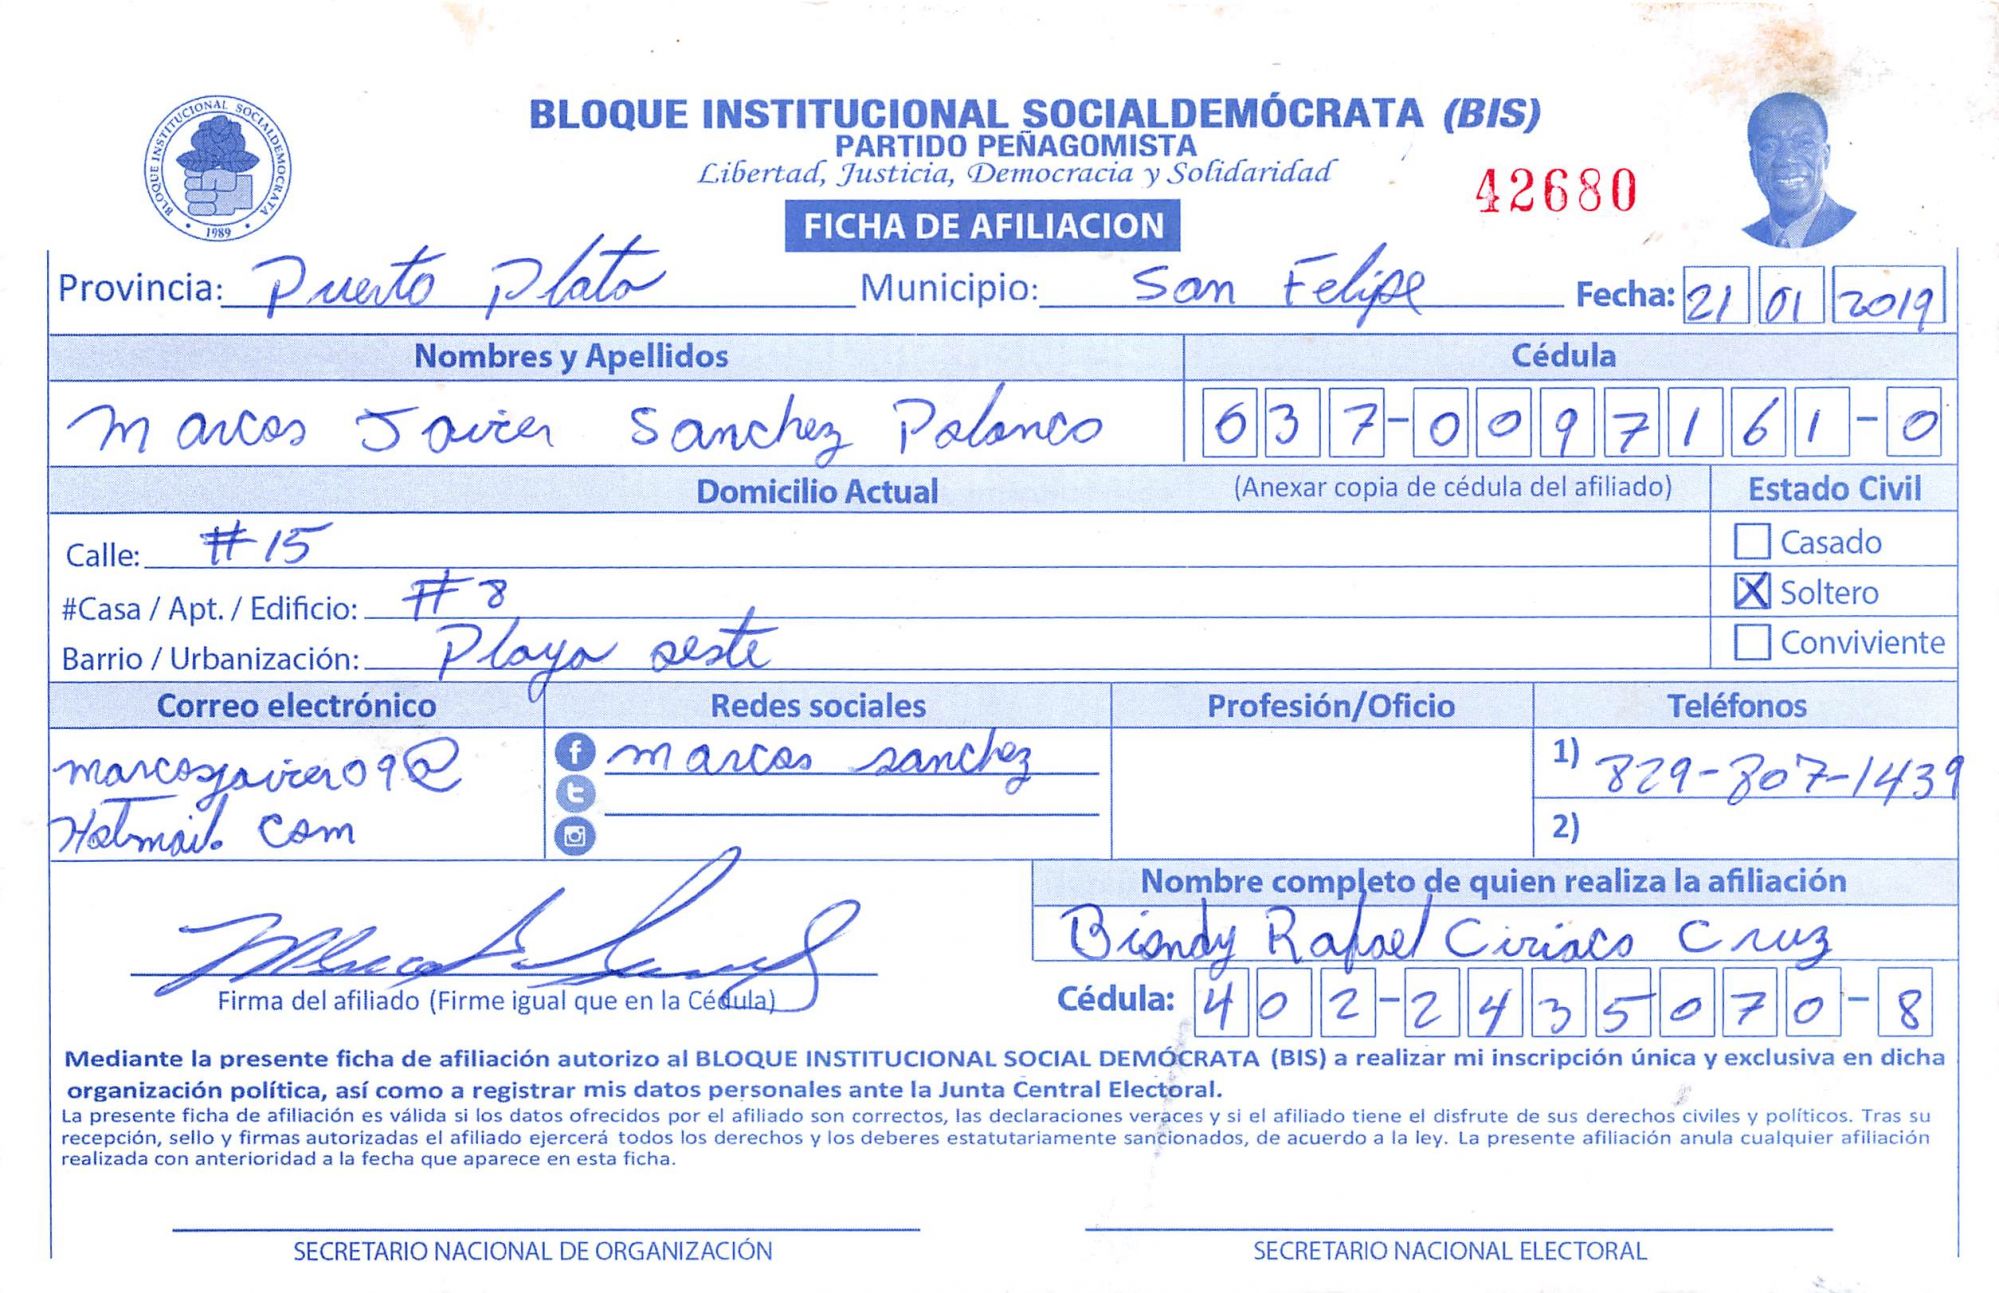 BLOQUE INSTITUCIONAL SOCIALDEMOCRATA
1989
BLOQUE INSTITUCIONAL SOCIALDEMÓCRATA (BIS)
PARTIDO PEÑAGOMISTA
Libertad, Justicia, Democracia y Solidaridad
42680
FICHA DE AFILIACION
Provincia: Puerto Plata Municipio: San Felipe Fecha: 21 01 2019
Nombres y Apellidos Cédula
Marcos Javier Sanchez Polanco 037-0097161-0
Domicilio Actual (Anexar copia de cédula del afiliado) Estado Civil
Calle: #15 Casado
#Casa / Apt. / Edificio: #8 X Soltero
Barrio / Urbanización: Playa oeste Conviviente
Correo electrónico Redes sociales Profesión/Oficio Teléfonos
marcosjavier09@ marcos sanchez 1) 829-807-1439
Hotmail.com 2)
Nombre completo de quien realiza la afiliación
Biandy Rafael Ciriaco Cruz
Firma del afiliado (Firme igual que en la Cédula) Cédula: 402-2435070-8
Mediante la presente ficha de afiliación autorizo al BLOQUE INSTITUCIONAL SOCIAL DEMÓCRATA (BIS) a realizar mi inscripción única y exclusiva en dicha
organización política, así como a registrar mis datos personales ante la Junta Central Electoral.
La presente ficha de afiliación es válida si los datos ofrecidos por el afiliado son correctos, las declaraciones veraces y si el afiliado tiene el disfrute de sus derechos civiles y políticos. Tras su
recepción, sello y firmas autorizadas el afiliado ejercerá todos los derechos y los deberes estatutariamente sancionados, de acuerdo a la ley. La presente afiliación anula cualquier afiliación
realizada con anterioridad a la fecha que aparece en esta ficha.
SECRETARIO NACIONAL DE ORGANIZACIÓN SECRETARIO NACIONAL ELECTORAL